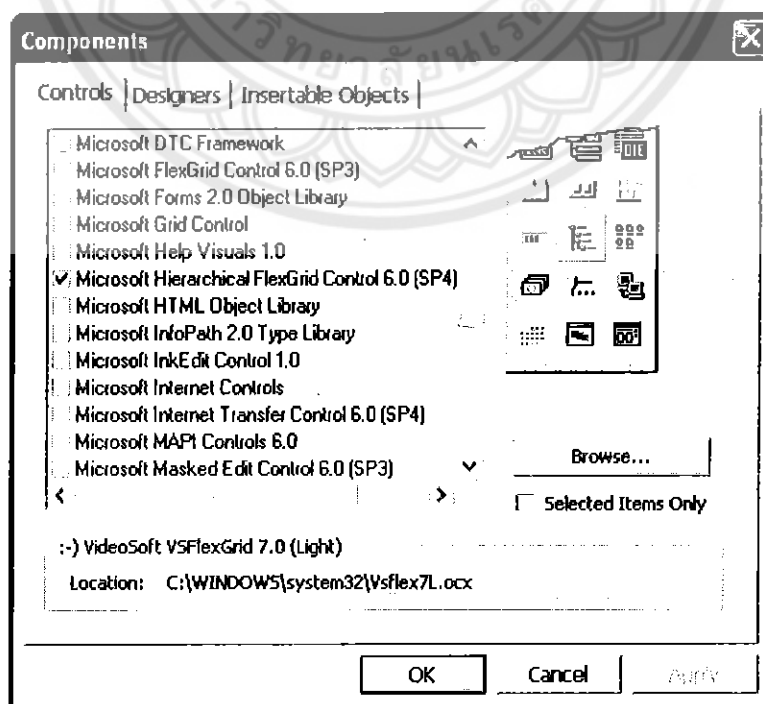 Components
Controls | Designers | Insertable Objects |
Microsoft DTC Framework
Microsoft FlexGrid Control 6.0 (SP3)
Microsoft Forms 2.0 Object Library
Microsoft Grid Control
Microsoft Help Visuals 1.0
Microsoft Hierarchical FlexGrid Control 6.0 (SP4)
Microsoft HTML Object Library
Microsoft InfoPath 2.0 Type Library
Microsoft InkEdit Control 1.0
Microsoft Internet Controls
Microsoft Internet Transfer Control 6.0 (SP4)
Microsoft MAPI Controls 6.0
Microsoft Masked Edit Control 6.0 (SP3)
Browse...
Selected Items Only
:-) VideoSoft VSFlexGrid 7.0 (Light)
Location: C:\WINDOWS\system32\Vsflex7L.ocx
OK Cancel Apply